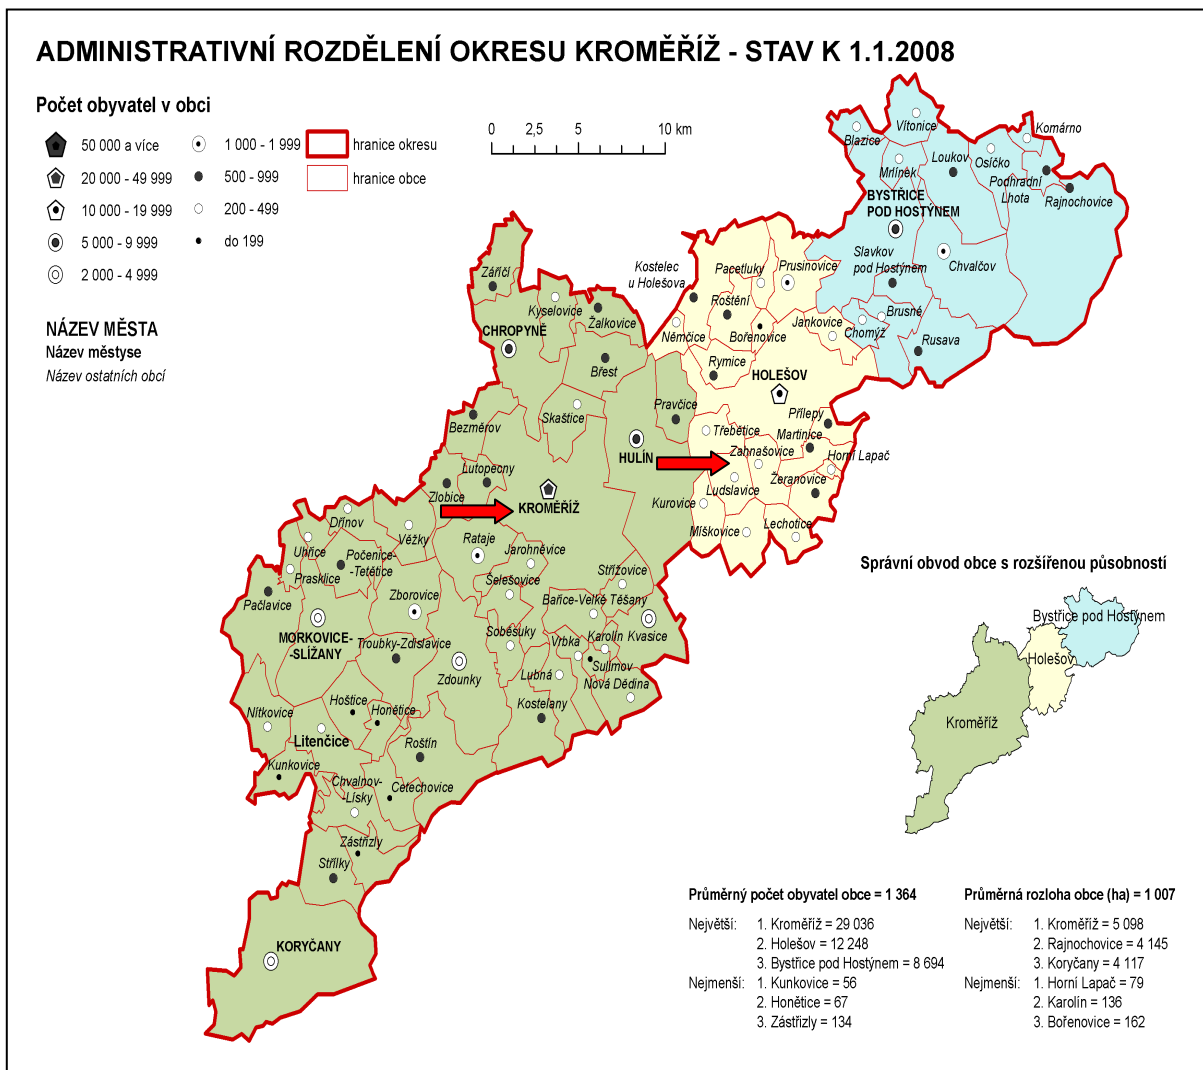 ADMINISTRATIVNÍ ROZDĚLENÍ OKRESU KROMĚŘÍŽ - STAV K 1.1.2008
Počet obyvatel v obci
50 000 a více
20 000 - 49 999
10 000 - 19 999
5 000 - 9 999
2 000 - 4 999
1 000 - 1 999
500 - 999
200 - 499
do 199
hranice okresu
hranice obce
NÁZEV MĚSTA
Název městyse
Název ostatních obcí
0 2,5 5 10 km
Vítonice
Blazice
Komárno
Mrlínek
Loukov
Osíčko
Podhradní
Lhota
Rajnochovice
BYSTŘICE
POD HOSTÝNEM
Slavkov
pod Hostýnem
Chvalčov
Brusné
Chomýž
Rusava
Kostelec
u Holešova
Pacetluky
Prusinovice
Roštění
Bořenovice
Jankovice
Němčice
Rymice
HOLEŠOV
Přílepy
Martinice
Třebětice
Zahnašovice
Horní Lapač
Ludslavice
Žeranovice
Kurovice
Míškovice
Lechotice
Záříčí
Kyselovice
Žalkovice
CHROPYNĚ
Břest
Skaštice
Pravčice
Bezměrov
HULÍN
Lutopecny
Zlobice
KROMĚŘÍŽ
Dřínov
Věžky
Rataje
Jarohněvice
Uhřice
Počenice-
-Tetětice
Prasklice
Šelešovice
Střížovice
Pačlavice
Zborovice
Bařice-Velké Těšany
MORKOVICE-
-SLÍŽANY
Troubky-Zdislavice
Soběsuky
Vrbka
Karolín
Kvasice
Zdounky
Lubná
Sulimov
Nová Dědina
Nítkovice
Hoštice
Honětice
Kostelany
Litenčice
Roštín
Kunkovice
Chvalnov-
-Lísky
Cetechovice
Zástřizly
Střílky
KORYČANY
Správní obvod obce s rozšířenou působností
Bystřice pod Hostýnem
Holešov
Kroměříž
Průměrný počet obyvatel obce = 1 364
Největší: 1. Kroměříž = 29 036
2. Holešov = 12 248
3. Bystřice pod Hostýnem = 8 694
Nejmenší: 1. Kunkovice = 56
2. Honětice = 67
3. Zástřizly = 134
Průměrná rozloha obce (ha) = 1 007
Největší: 1. Kroměříž = 5 098
2. Rajnochovice = 4 145
3. Koryčany = 4 117
Nejmenší: 1. Horní Lapač = 79
2. Karolín = 136
3. Bořenovice = 162